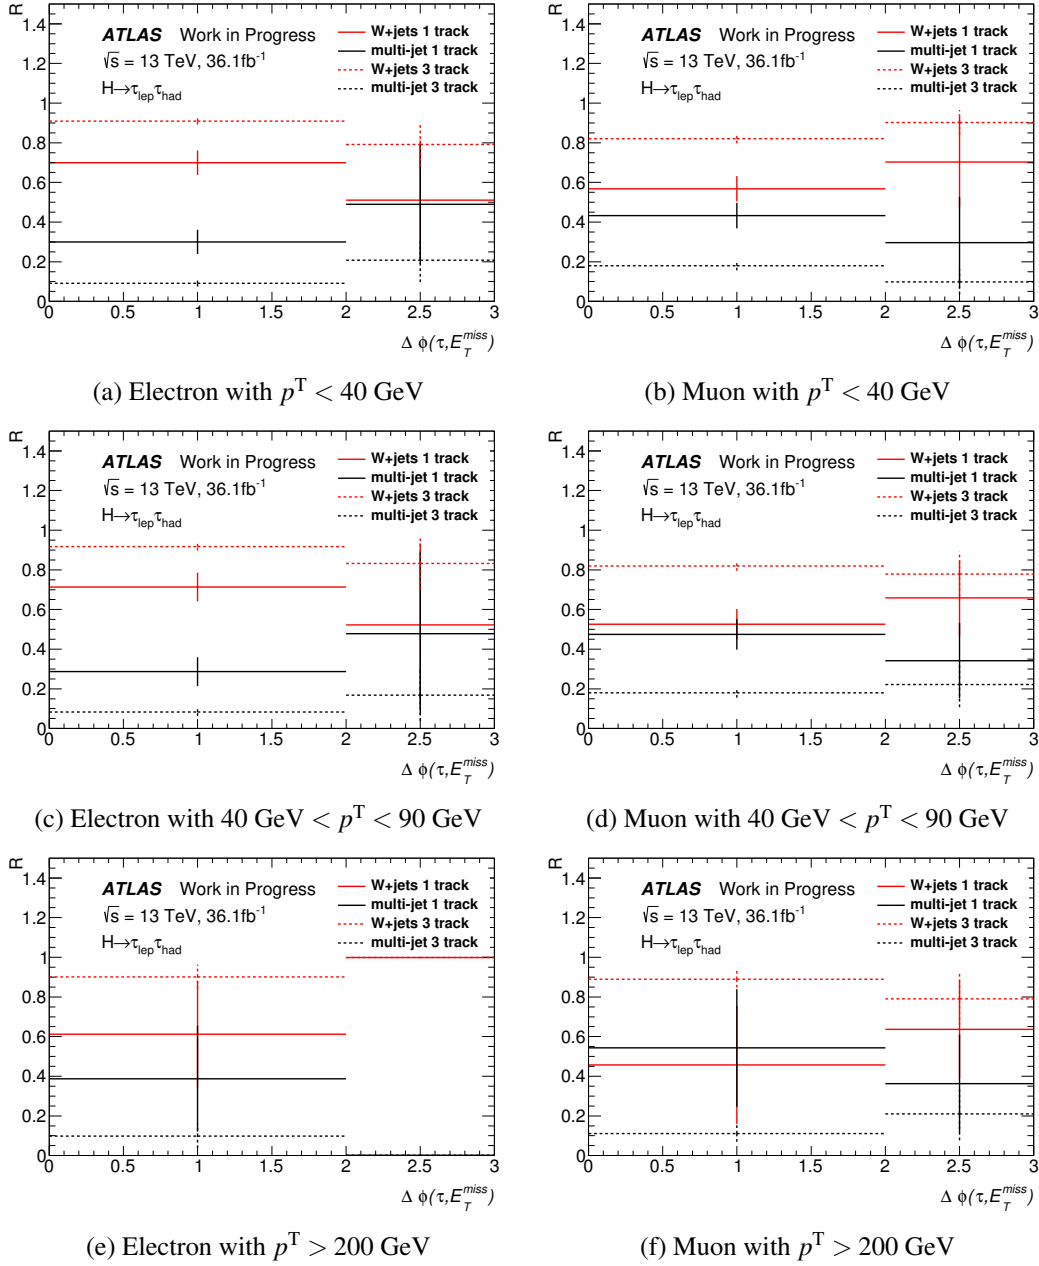 R
1.4
1.2
1
0.8
0.6
0.4
0.2
0
ATLAS Work in Progress
√s = 13 TeV, 36.1fb⁻¹
H→τ_lep τ_had
W+jets 1 track
multi-jet 1 track
W+jets 3 track
multi-jet 3 track
0 0.5 1 1.5 2 2.5 3
Δ ϕ(τ,E_T^miss)
(a) Electron with p^T < 40 GeV
R
1.4
1.2
1
0.8
0.6
0.4
0.2
0
ATLAS Work in Progress
√s = 13 TeV, 36.1fb⁻¹
H→τ_lep τ_had
W+jets 1 track
multi-jet 1 track
W+jets 3 track
multi-jet 3 track
0 0.5 1 1.5 2 2.5 3
Δ ϕ(τ,E_T^miss)
(b) Muon with p^T < 40 GeV
R
1.4
1.2
1
0.8
0.6
0.4
0.2
0
ATLAS Work in Progress
√s = 13 TeV, 36.1fb⁻¹
H→τ_lep τ_had
W+jets 1 track
multi-jet 1 track
W+jets 3 track
multi-jet 3 track
0 0.5 1 1.5 2 2.5 3
Δ ϕ(τ,E_T^miss)
(c) Electron with 40 GeV < p^T < 90 GeV
R
1.4
1.2
1
0.8
0.6
0.4
0.2
0
ATLAS Work in Progress
√s = 13 TeV, 36.1fb⁻¹
H→τ_lep τ_had
W+jets 1 track
multi-jet 1 track
W+jets 3 track
multi-jet 3 track
0 0.5 1 1.5 2 2.5 3
Δ ϕ(τ,E_T^miss)
(d) Muon with 40 GeV < p^T < 90 GeV
R
1.4
1.2
1
0.8
0.6
0.4
0.2
0
ATLAS Work in Progress
√s = 13 TeV, 36.1fb⁻¹
H→τ_lep τ_had
W+jets 1 track
multi-jet 1 track
W+jets 3 track
multi-jet 3 track
0 0.5 1 1.5 2 2.5 3
Δ ϕ(τ,E_T^miss)
(e) Electron with p^T > 200 GeV
R
1.4
1.2
1
0.8
0.6
0.4
0.2
0
ATLAS Work in Progress
√s = 13 TeV, 36.1fb⁻¹
H→τ_lep τ_had
W+jets 1 track
multi-jet 1 track
W+jets 3 track
multi-jet 3 track
0 0.5 1 1.5 2 2.5 3
Δ ϕ(τ,E_T^miss)
(f) Muon with p^T > 200 GeV